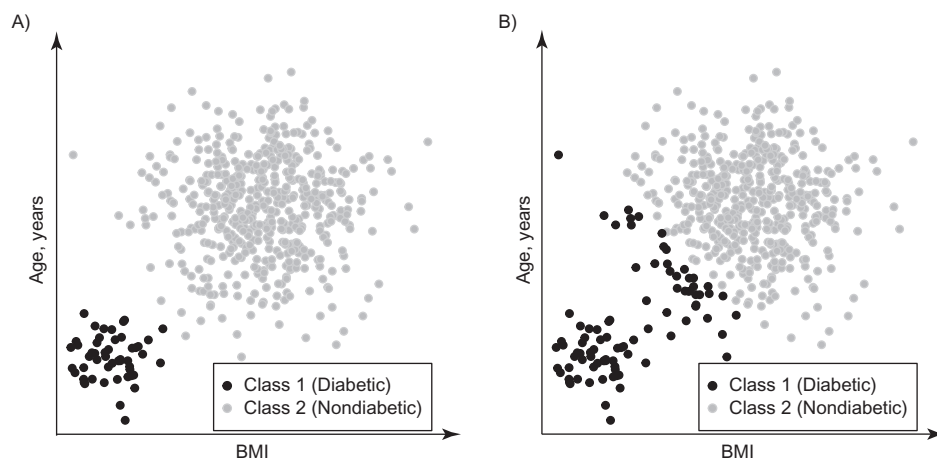 A)
Age, years
BMI
Class 1 (Diabetic)
Class 2 (Nondiabetic)
B)
Age, years
BMI
Class 1 (Diabetic)
Class 2 (Nondiabetic)